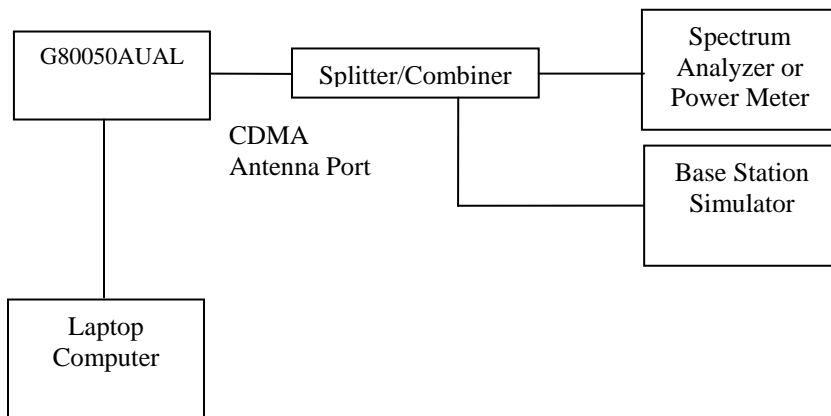 G80050AUAL
Splitter/Combiner
Spectrum
Analyzer or
Power Meter
CDMA
Antenna Port
Base Station
Simulator
Laptop
Computer